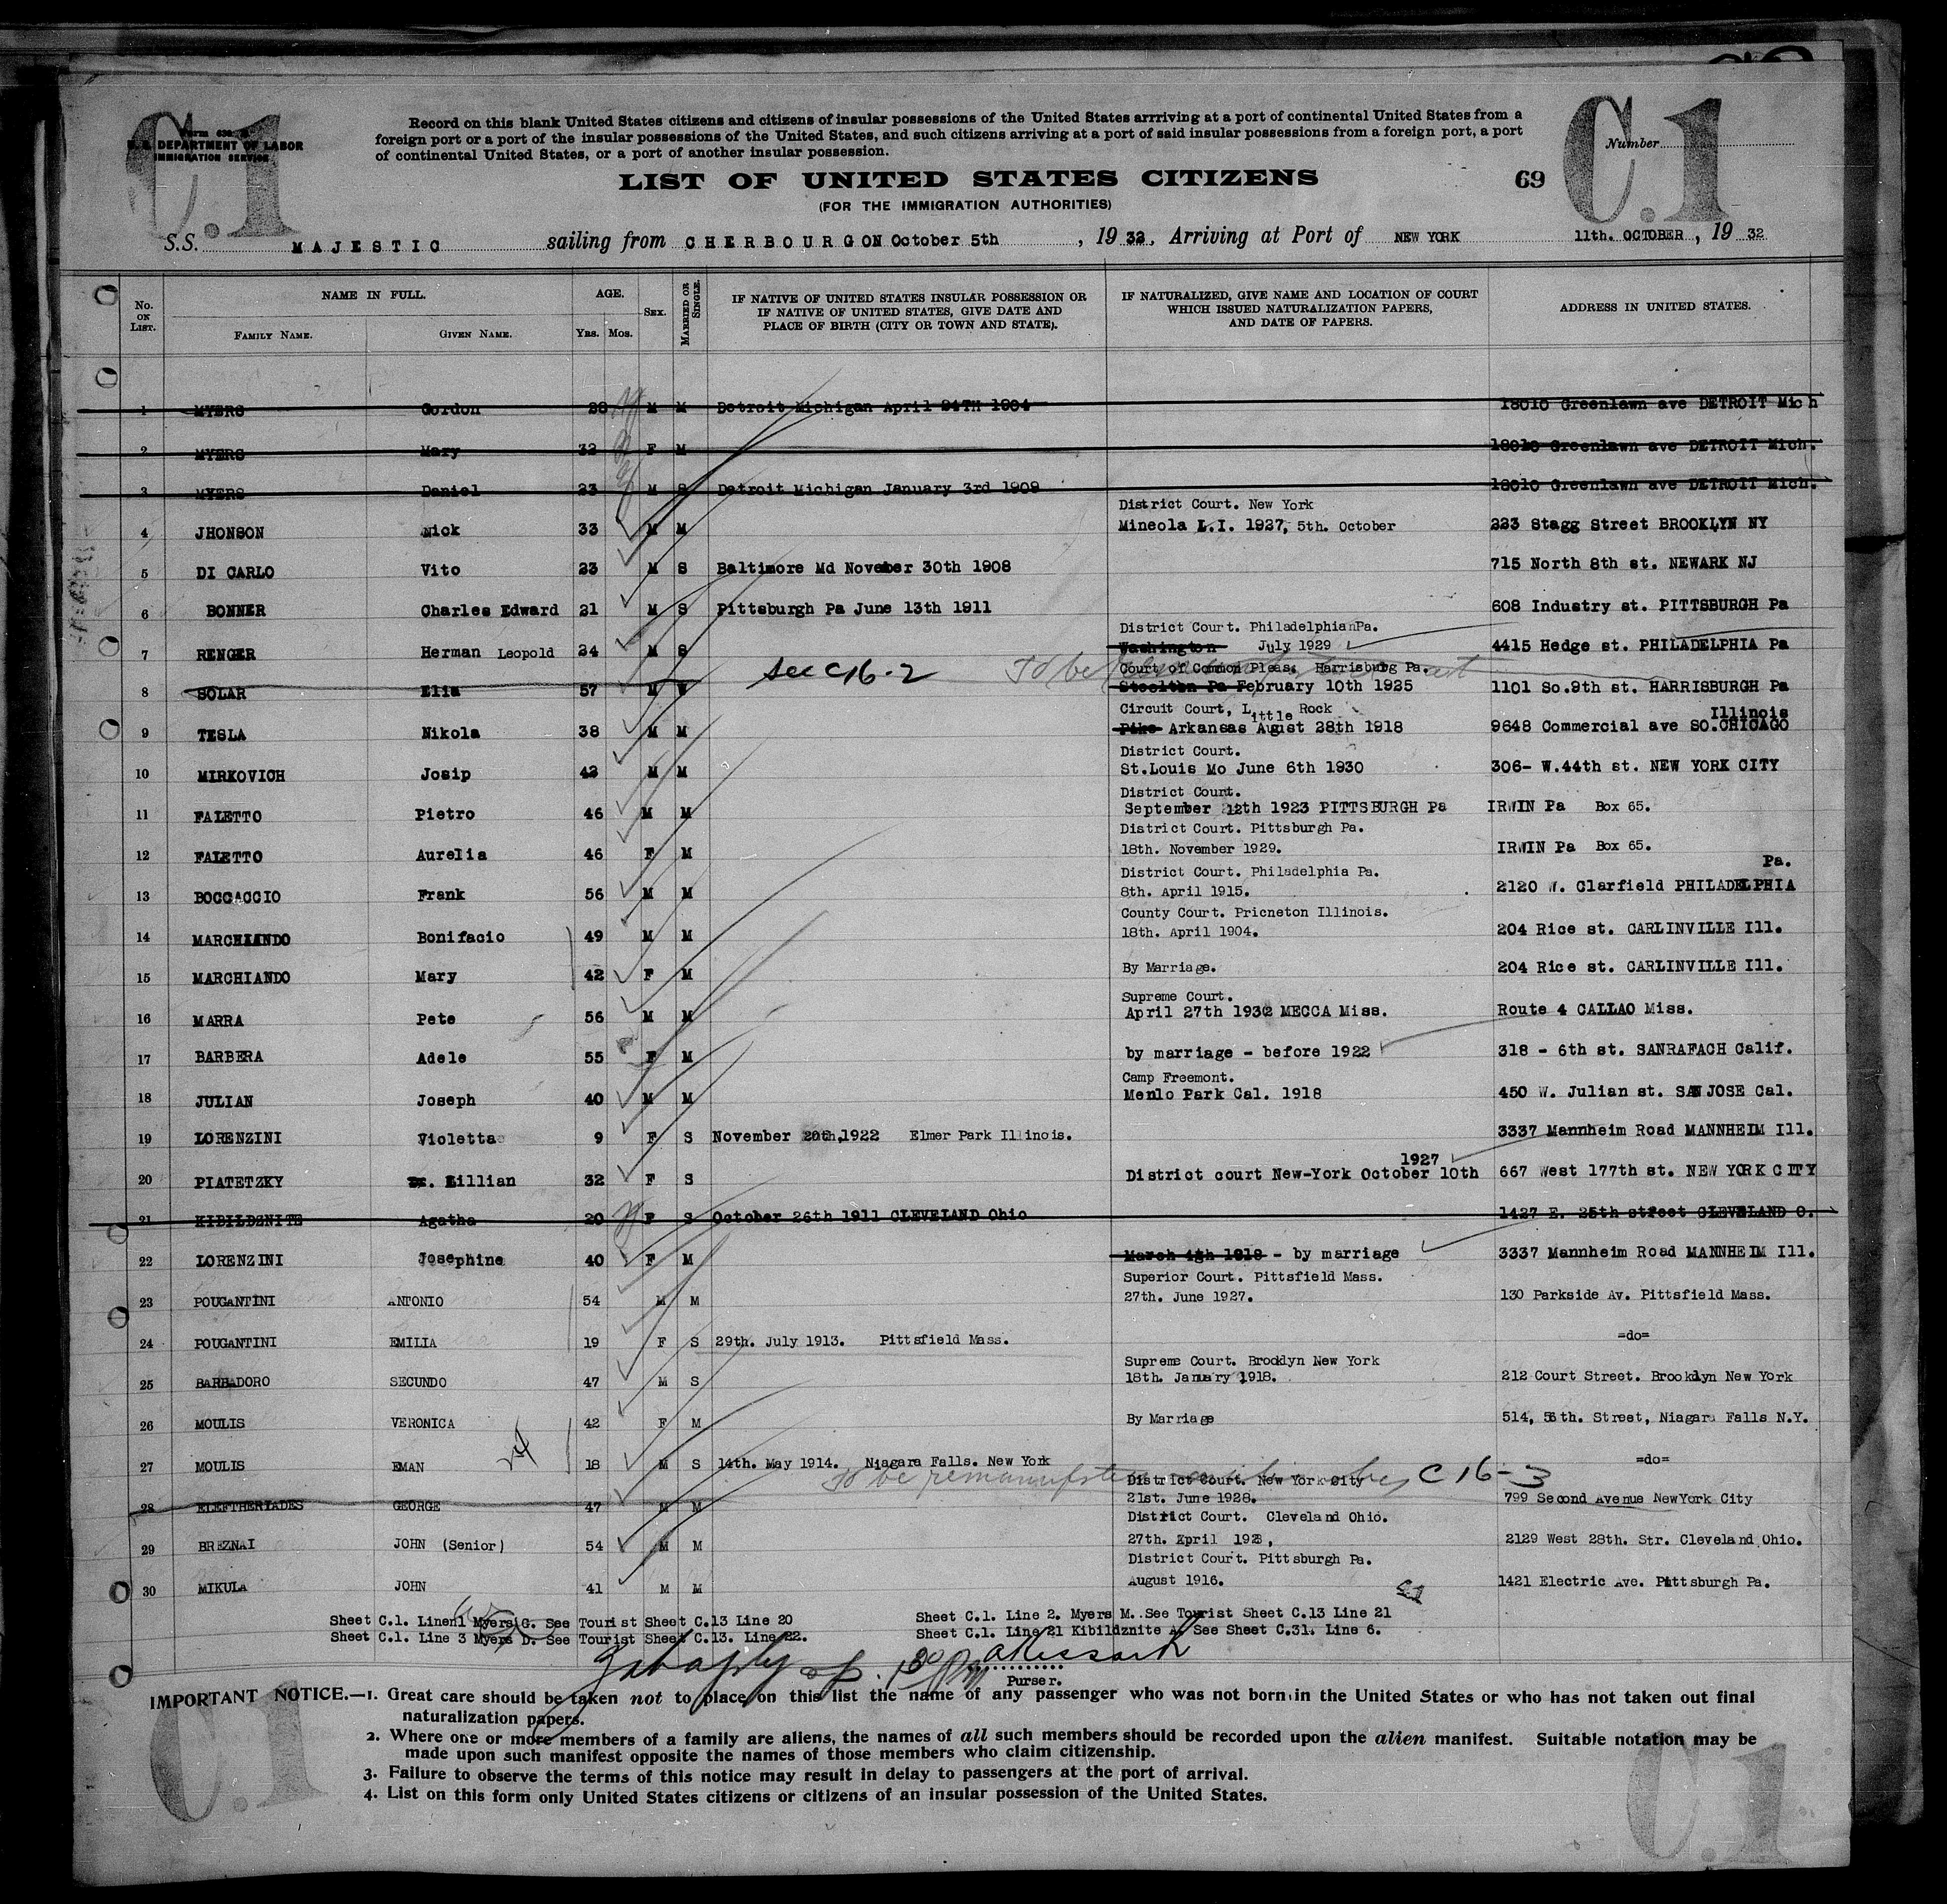 C.1
Form 630
U. S. DEPARTMENT OF LABOR
IMMIGRATION SERVICE
Record on this blank United States citizens and citizens of insular possessions of the United States arrriving at a port of continental United States from a
foreign port or a port of the insular possessions of the United States, and such citizens arriving at a port of said insular possessions from a foreign port, a port
of continental United States, or a port of another insular possession.
C.1
Number
LIST OF UNITED STATES CITIZENS
69
(FOR THE IMMIGRATION AUTHORITIES)
S.S. MAJESTIC sailing from CHERBOURG ON October 5th, 1932, Arriving at Port of NEW YORK 11th. OCTOBER, 1932
No. on List. NAME IN FULL. Family Name. Given Name. AGE. Yrs. Mos. Sex. Married or Single. IF NATIVE OF UNITED STATES INSULAR POSSESSION OR IF NATIVE OF UNITED STATES, GIVE DATE AND PLACE OF BIRTH (CITY OR TOWN AND STATE). IF NATURALIZED, GIVE NAME AND LOCATION OF COURT WHICH ISSUED NATURALIZATION PAPERS, AND DATE OF PAPERS. ADDRESS IN UNITED STATES.
1 MYERS Gordon 28 M M Detroit Michigan April 24TH 1904 18010 Greenlawn ave DETROIT Mich
2 MYERS Mary 32 F M 18010 Greenlawn ave DETROIT Mich.
3 MYERS Daniel 23 M S Detroit Michigan January 3rd 1909 18010 Greenlawn ave DETROIT Mich.
District Court. New York
4 JHONSON Nick 33 M M Mineola L.I. 1927, 5th. October 223 Stagg Street BROOKLYN NY
5 DI CARLO Vito 23 M S Baltimore Md November 30th 1908 715 North 8th st. NEWARK NJ
6 BONNER Charles Edward 21 M S Pittsburgh Pa June 13th 1911 608 Industry st. PITTSBURGH Pa
District Court. Philadelphia Pa.
7 RENGER Herman Leopold 24 M S Washington July 1929 4415 Hedge st. PHILADELPHIA Pa
see C16-2 To be
Court of Common Pleas. Harrisburg Pa.
8 SOLAR Elia 57 M W Steelton Pa February 10th 1925 1101 So.9th st. HARRISBURGH Pa
Circuit Court, Little Rock Illinois
9 TESLA Nikola 38 M M Pike Arkansas Augst 28th 1918 9648 Commercial ave SO.CHICAGO
District Court.
10 MIRKOVICH Josip 43 M M St.Louis Mo June 6th 1930 306- W.44th st. NEW YORK CITY
District Court.
11 FALETTO Pietro 46 M M September 12th 1923 PITTSBURGH Pa IRWIN Pa Box 65.
District Court. Pittsburgh Pa.
12 FALETTO Aurelia 46 F M 18th. November 1929. IRWIN Pa Box 65.
District Court. Philadelphia Pa. Pa.
13 BOCCACCIO Frank 56 M M 8th. April 1915. 2120 W. Clarfield PHILADELPHIA
County Court. Pricneton Illinois.
14 MARCHIANDO Bonifacio 49 M M 18th. April 1904. 204 Rice st. CARLINVILLE Ill.
15 MARCHIANDO Mary 42 F M By Marriage. 204 Rice st. CARLINVILLE Ill.
Supreme Court.
16 MARRA Pete 56 M M April 27th 1932 MECCA Miss. Route 4 CALLAO Miss.
17 BARBERA Adele 55 F M by marriage - before 1922 318 - 6th st. SANRAFACH Calif.
Camp Freemont.
18 JULIAN Joseph 40 M M Menlo Park Cal. 1918 450 W. Julian st. SAN JOSE Cal.
19 LORENZINI Violetta 9 F S November 20th,1922 Elmer Park Illinois. 3337 Mannheim Road MANNHEIM Ill.
1927
20 PIATETZKY Lillian 32 F S District court New-York October 10th 667 West 177th st. NEW YORK CITY
21 KIBILDZNITE Agatha 20 F S October 26th 1911 CLEVELAND Ohio 1427 E. 25th street CLEVELAND O.
22 LORENZINI Josephine 40 F M March 4th 1918 - by marriage 3337 Mannheim Road MANNHEIM Ill.
Superior Court. Pittsfield Mass.
23 POUGANTINI ANTONIO 54 M M 27th. June 1927. 130 Parkside Av. Pittsfield Mass.
24 POUGANTINI EMILIA 19 F S 29th. July 1913. Pittsfield Mass. =do=
Supreme Court. Brooklyn New York
25 BARBADORO SECUNDO 47 M S 18th. January 1918. 212 Court Street. Brooklyn New York
26 MOULIS VERONICA 42 F M By Marriage 514, 56th. Street, Niagara Falls N.Y.
27 MOULIS EMAN 18 M S 14th. May 1914. Niagara Falls. New York =do=
To be remanifested C 16-3
District Court. New York City
28 ELEFTHERIADES GEORGE 47 M M 21st. June 1928. 799 Second Avenue NewYork City
District Court. Cleveland Ohio.
29 BREZNAI JOHN (Senior) 54 M M 27th. Epril 1928, 2129 West 28th. Str. Cleveland Ohio.
District Court. Pittsburgh Pa.
30 MIKULA JOHN 41 M M August 1916. 1421 Electric Ave. Pittsburgh Pa.
Sheet C.1. Line 1 Myers G. See Tourist Sheet C.13 Line 20
Sheet C.1. Line 3 Myers D. See Tourist Sheet C.13. Line 22.
Sheet C.1. Line 2. Myers M. See Tourist Sheet C.13 Line 21
Sheet C.1. Line 21 Kibildznite A. See Sheet C.31. Line 6.
Purser.
IMPORTANT NOTICE.—1. Great care should be taken not to place on this list the name of any passenger who was not born in the United States or who has not taken out final
naturalization papers.
2. Where one or more members of a family are aliens, the names of all such members should be recorded upon the alien manifest. Suitable notation may be
made upon such manifest opposite the names of those members who claim citizenship.
3. Failure to observe the terms of this notice may result in delay to passengers at the port of arrival.
4. List on this form only United States citizens or citizens of an insular possession of the United States.
C.1
C.1